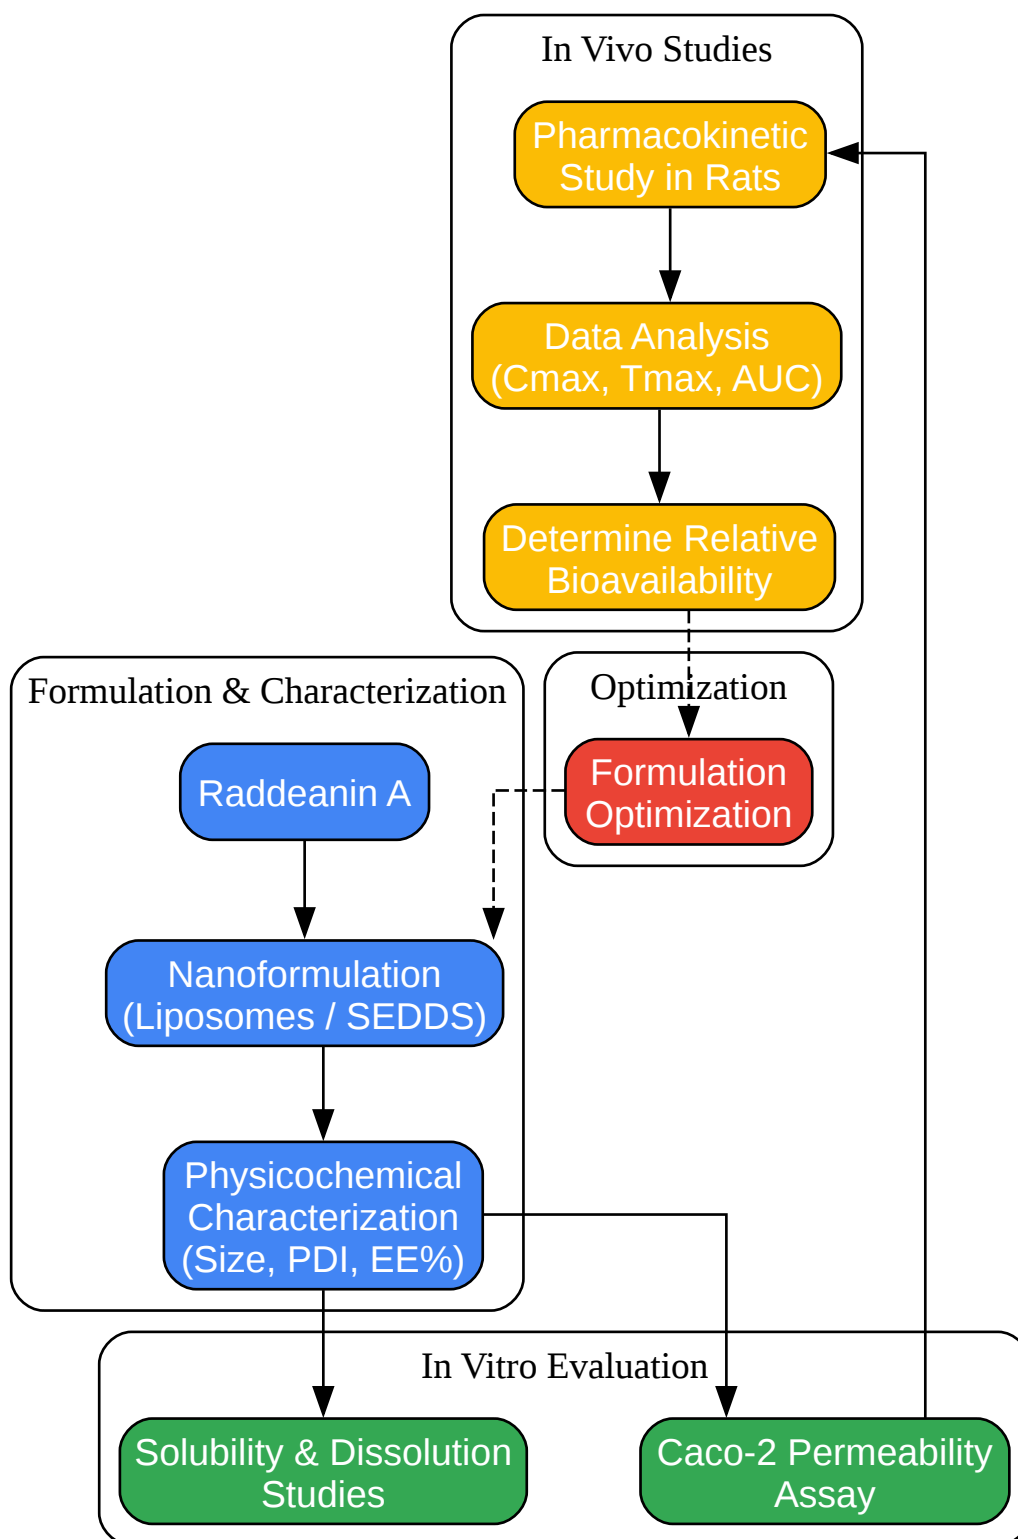 In Vivo Studies
Pharmacokinetic
Study in Rats
Data Analysis
(Cmax, Tmax, AUC)
Determine Relative
Bioavailability
Formulation & Characterization
Optimization
Raddeanin A
Formulation
Optimization
Nanoformulation
(Liposomes / SEDDS)
Physicochemical
Characterization
(Size, PDI, EE%)
In Vitro Evaluation
Solubility & Dissolution
Studies
Caco-2 Permeability
Assay